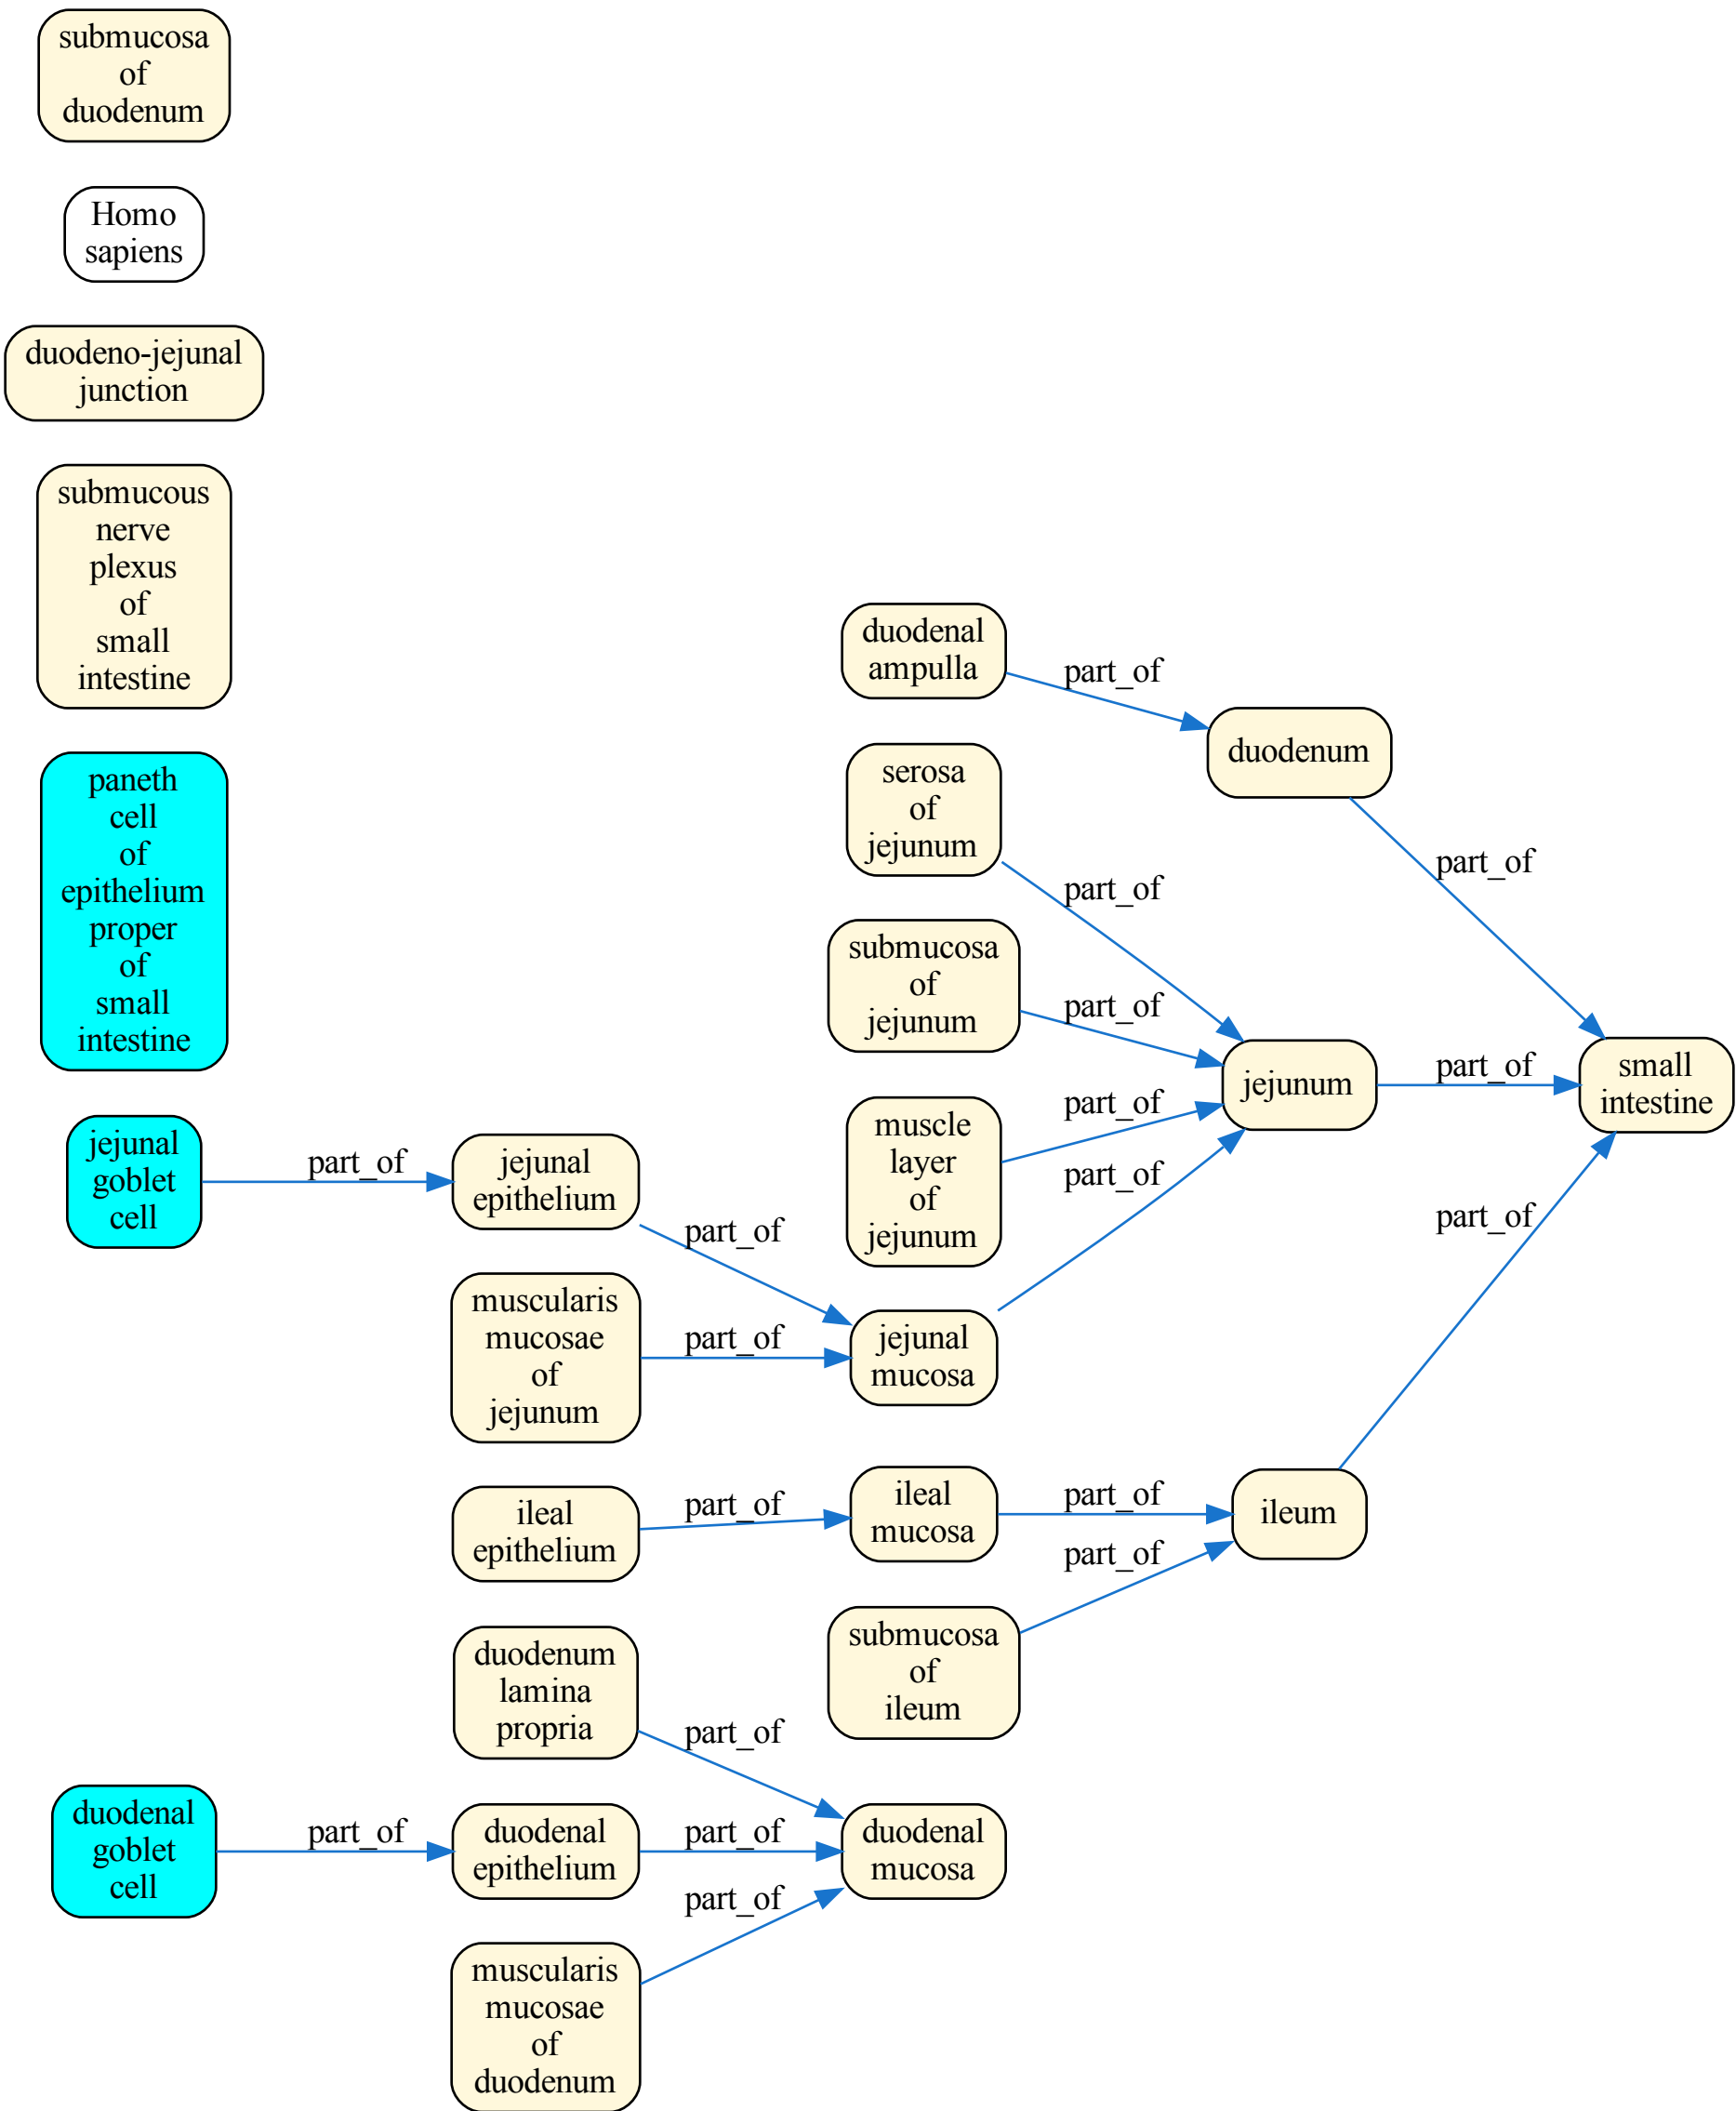 submucosa
of
duodenum
Homo
sapiens
duodeno-jejunal
junction
submucous
nerve
plexus
of
small
intestine
paneth
cell
of
epithelium
proper
of
small
intestine
jejunal
goblet
cell
part_of
jejunal
epithelium
part_of
muscularis
mucosae
of
jejunum
part_of
jejunal
mucosa
part_of
duodenal
ampulla
part_of
duodenum
part_of
serosa
of
jejunum
part_of
submucosa
of
jejunum
part_of
muscle
layer
of
jejunum
part_of
jejunum
part_of
small
intestine
ileal
epithelium
part_of
ileal
mucosa
part_of
ileum
part_of
submucosa
of
ileum
part_of
duodenum
lamina
propria
part_of
duodenal
goblet
cell
part_of
duodenal
epithelium
part_of
duodenal
mucosa
muscularis
mucosae
of
duodenum
part_of